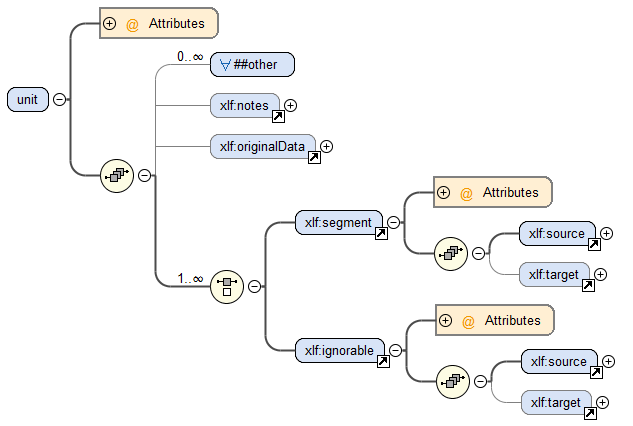 @ Attributes
0..∞
∀ ##other
unit
xlf:notes
xlf:originalData
@ Attributes
xlf:segment
xlf:source
xlf:target
1..∞
@ Attributes
xlf:ignorable
xlf:source
xlf:target